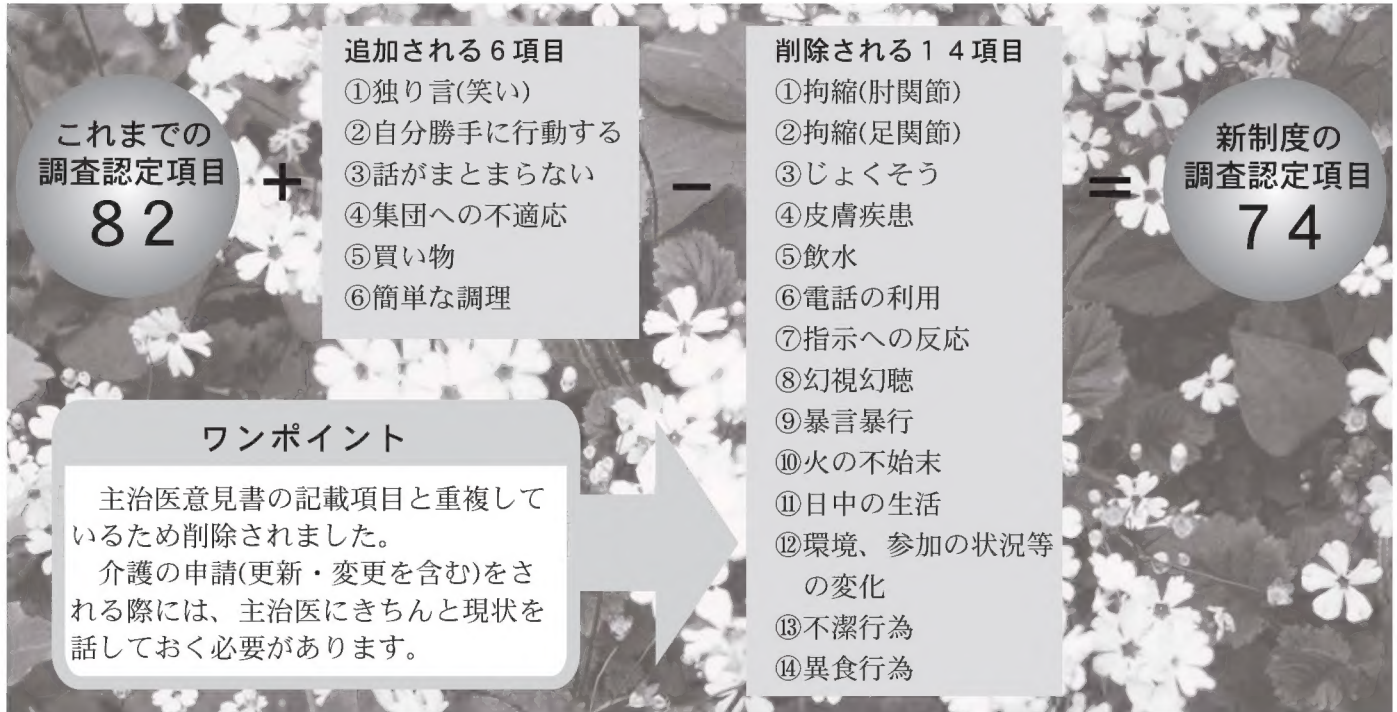 これまでの
調査認定項目
82
+
追加される6項目
①独り言(笑い)
②自分勝手に行動する
③話がまとまらない
④集団への不適応
⑤買い物
⑥簡単な調理
－
削除される14項目
①拘縮(肘関節)
②拘縮(足関節)
③じょくそう
④皮膚疾患
⑤飲水
⑥電話の利用
⑦指示への反応
⑧幻視幻聴
⑨暴言暴行
⑩火の不始末
⑪日中の生活
⑫環境、参加の状況等
の変化
⑬不潔行為
⑭異食行為
=
新制度の
調査認定項目
74
ワンポイント
主治医意見書の記載項目と重複して
いるため削除されました。
介護の申請(更新・変更を含む)をさ
れる際には、主治医にきちんと現状を
話しておく必要があります。